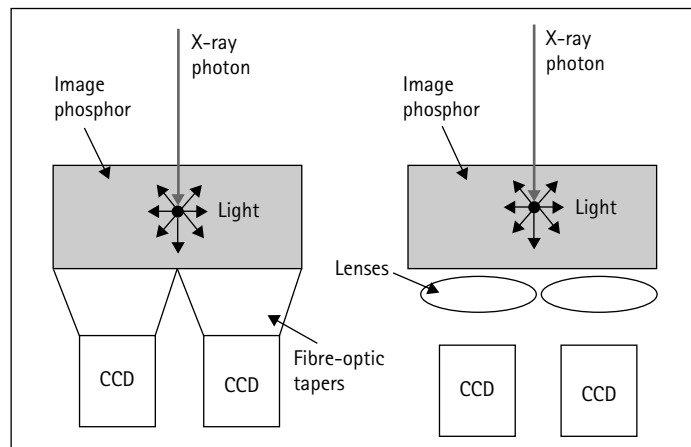 X-ray
photon
Image
phosphor
Light
CCD
CCD
Fibre-optic
tapers
X-ray
photon
Image
phosphor
Light
Lenses
CCD
CCD